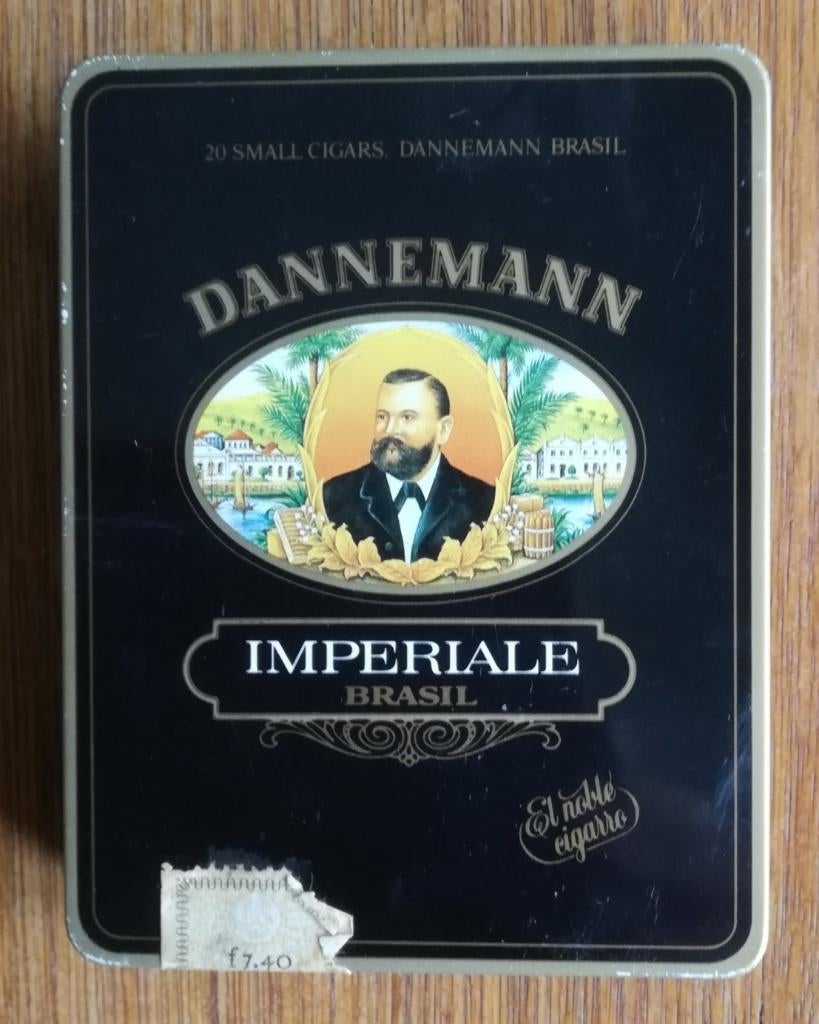 20 SMALL CIGARS. DANNEMANN BRASIL
DANNEMANN
IMPERIALE
BRASIL
El noble
cigarro
f7.40